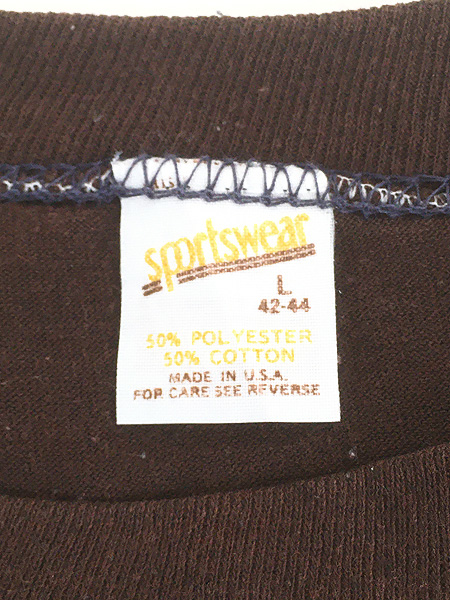 sportswear
L
42-44
50% POLYESTER
50% COTTON
MADE IN U.S.A.
FOR CARE SEE REVERSE